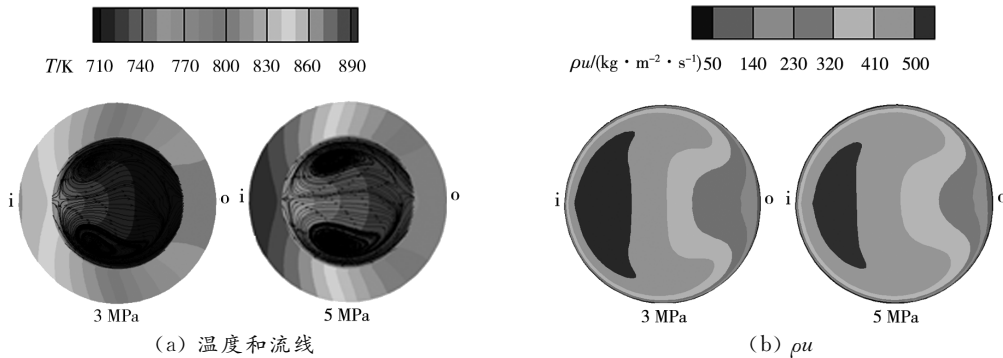 T/K 710 740 770 800 830 860 890
i o i o
3 MPa 5 MPa
(a) 温度和流线
ρu/(kg·m⁻²·s⁻¹) 50 140 230 320 410 500
i o i o
3 MPa 5 MPa
(b) ρu